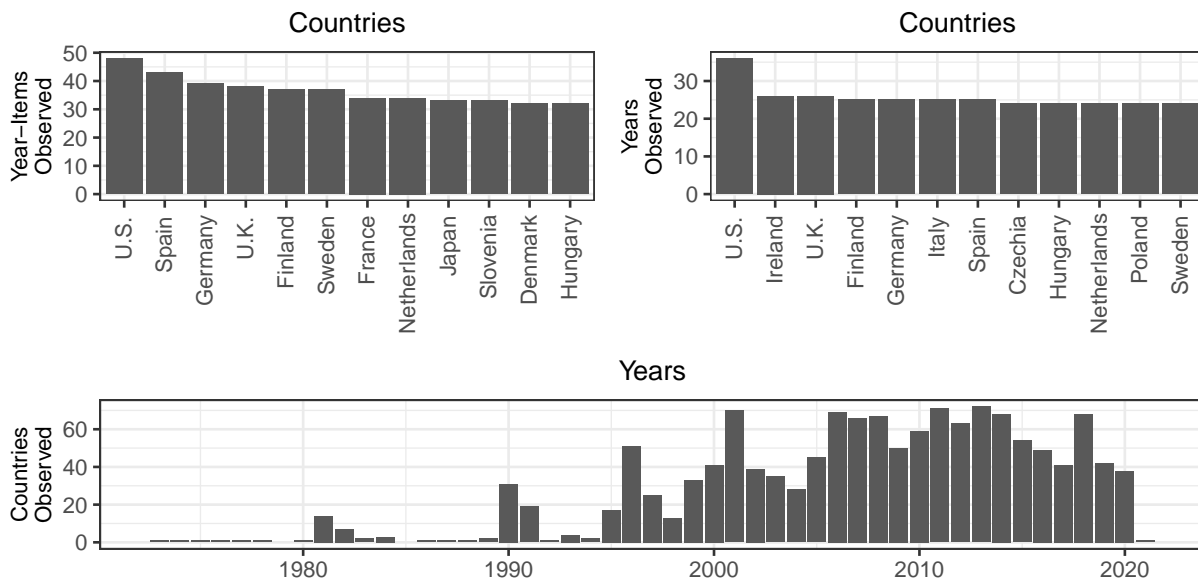 Countries
50
40
30
20
10
0
Year−Items
Observed
U.S.
Spain
Germany
U.K.
Finland
Sweden
France
Netherlands
Japan
Slovenia
Denmark
Hungary
Countries
30
20
10
0
Years
Observed
U.S.
Ireland
U.K.
Finland
Germany
Italy
Spain
Czechia
Hungary
Netherlands
Poland
Sweden
Years
60
40
20
0
Countries
Observed
1980
1990
2000
2010
2020